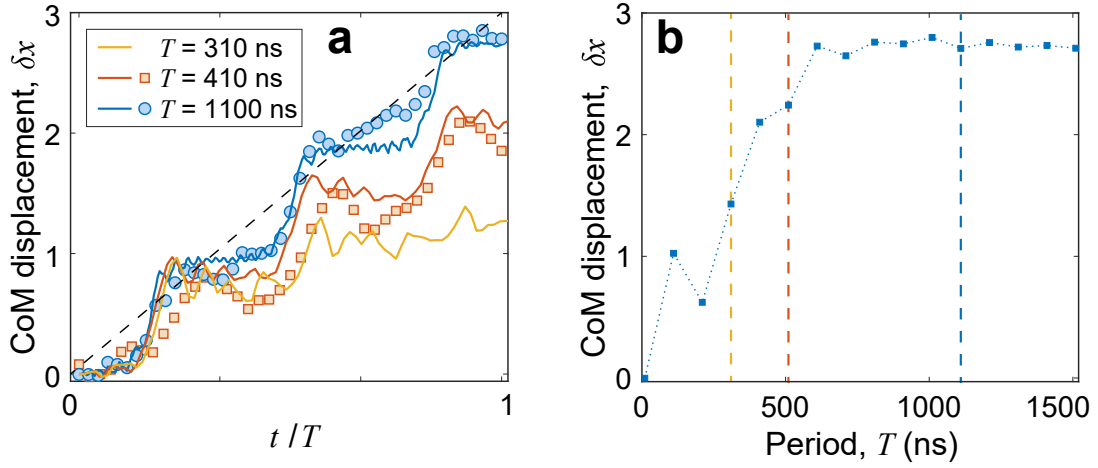 a
T = 310 ns
T = 410 ns
T = 1100 ns
CoM displacement, δx
3
2
1
0
0
1
t / T
b
CoM displacement, δx
3
2
1
0
0
500
1000
1500
Period, T (ns)